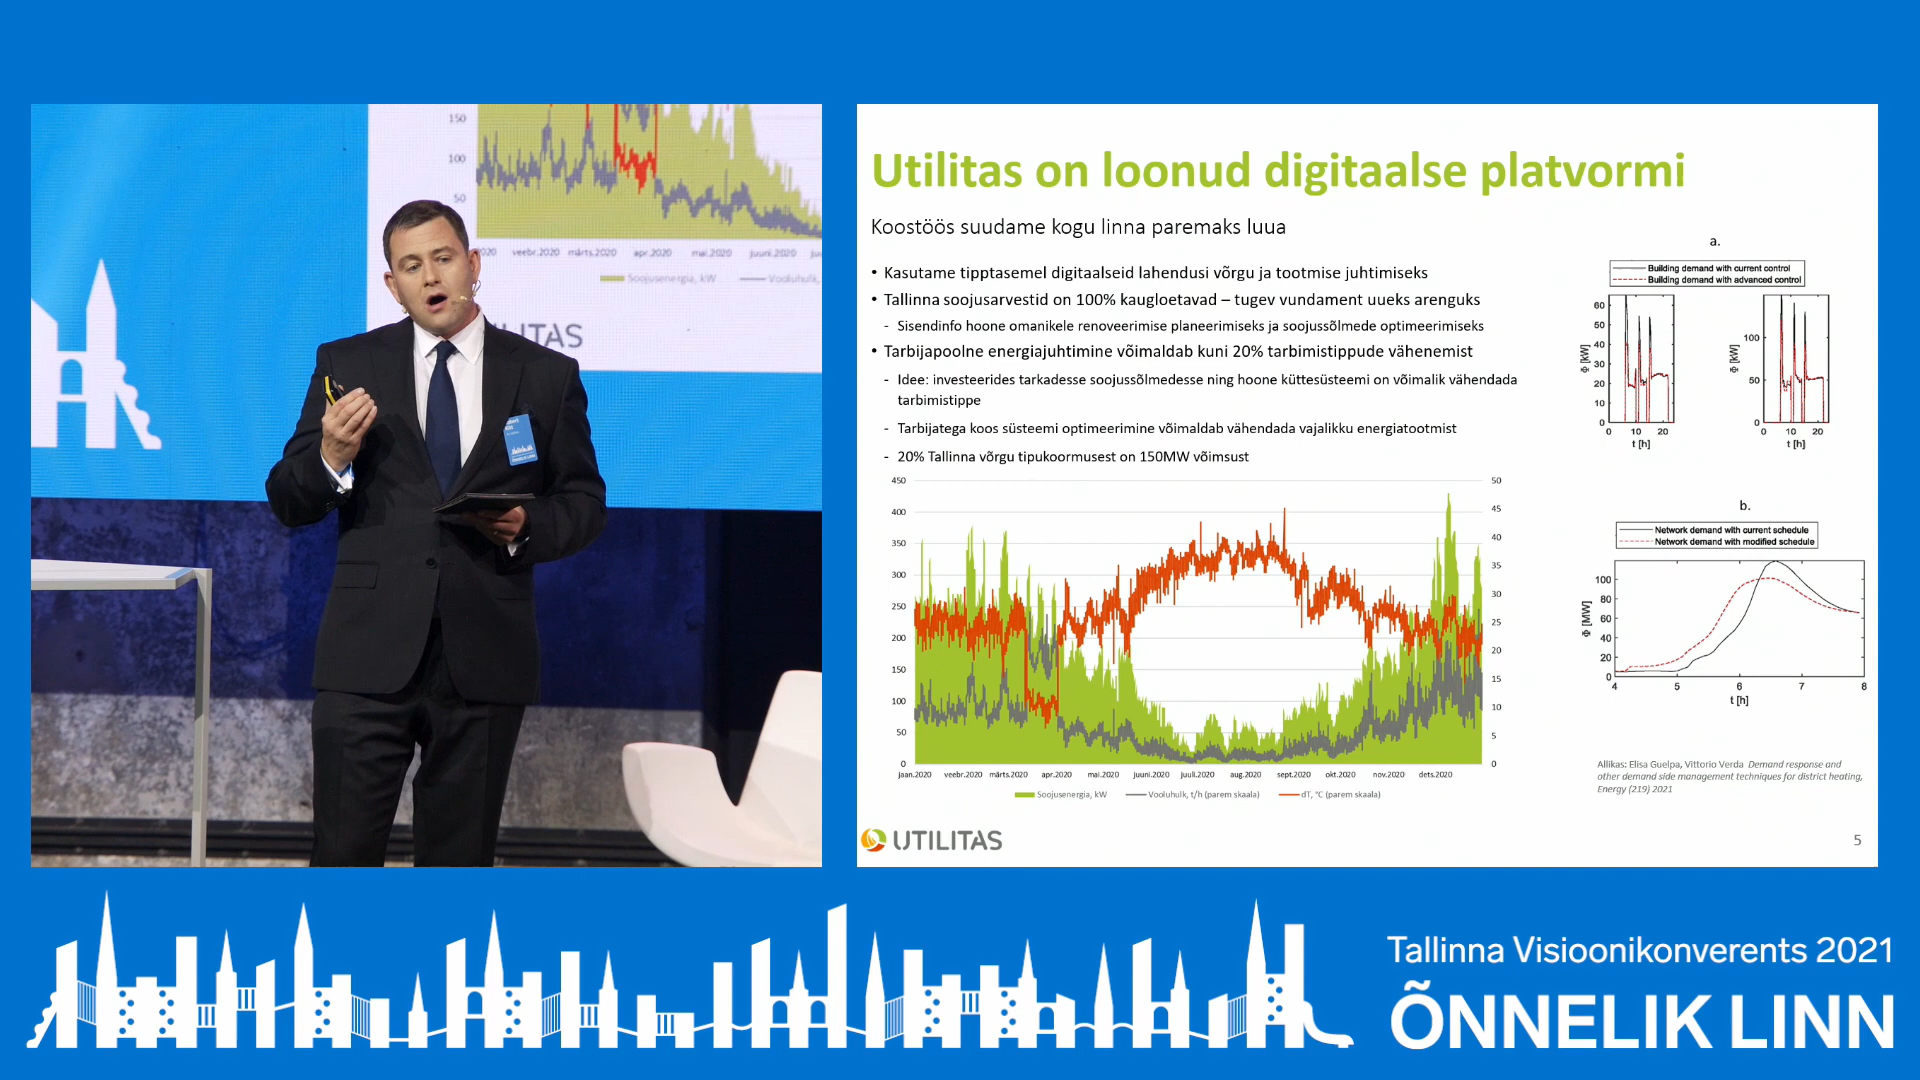 150
100
50
2020 veebr.2020 märts.2020 apr.2020 mai.2020 juuni.2020
Soojusenergia, kW Vooluhulk,
ITAS
ÕNNELIK LINN
Utilitas on loonud digitaalse platvormi
Koostöös suudame kogu linna paremaks luua
• Kasutame tipptasemel digitaalseid lahendusi võrgu ja tootmise juhtimiseks
• Tallinna soojusarvestid on 100% kaugloetavad – tugev vundament uueks arenguks
- Sisendinfo hoone omanikele renoveerimise planeerimiseks ja soojussõlmede optimeerimiseks
• Tarbijapoolne energiajuhtimine võimaldab kuni 20% tarbimistippude vähenemist
- Idee: investeerides tarkadesse soojussõlmedesse ning hoone küttesüsteemi on võimalik vähendada
tarbimistippe
- Tarbijatega koos süsteemi optimeerimine võimaldab vähendada vajalikku energiatootmist
- 20% Tallinna võrgu tipukoormusest on 150MW võimsust
450 50
400 45
350 40
300 35
250 30
200 25
150 20
100 15
50 10
0 5
0
jaan.2020 veebr.2020 märts.2020 apr.2020 mai.2020 juuni.2020 juuli.2020 aug.2020 sept.2020 okt.2020 nov.2020 dets.2020
Soojusenergia, kW Vooluhulk, t/h (parem skaala) dT, °C (parem skaala)
a.
Building demand with current control
Building demand with advanced control
60
50
40
30
20
10
0
Φ [kW]
0 10 20
t [h]
100
50
0
Φ [kW]
0 10 20
t [h]
b.
Network demand with current schedule
Network demand with modified schedule
100
80
60
40
20
0
Φ [MW]
4 5 6 7 8
t [h]
Allikas: Elisa Guelpa, Vittorio Verda Demand response and
other demand side management techniques for district heating,
Energy (219) 2021
UTILITAS
5
Tallinna Visioonikonverents 2021
ÕNNELIK LINN